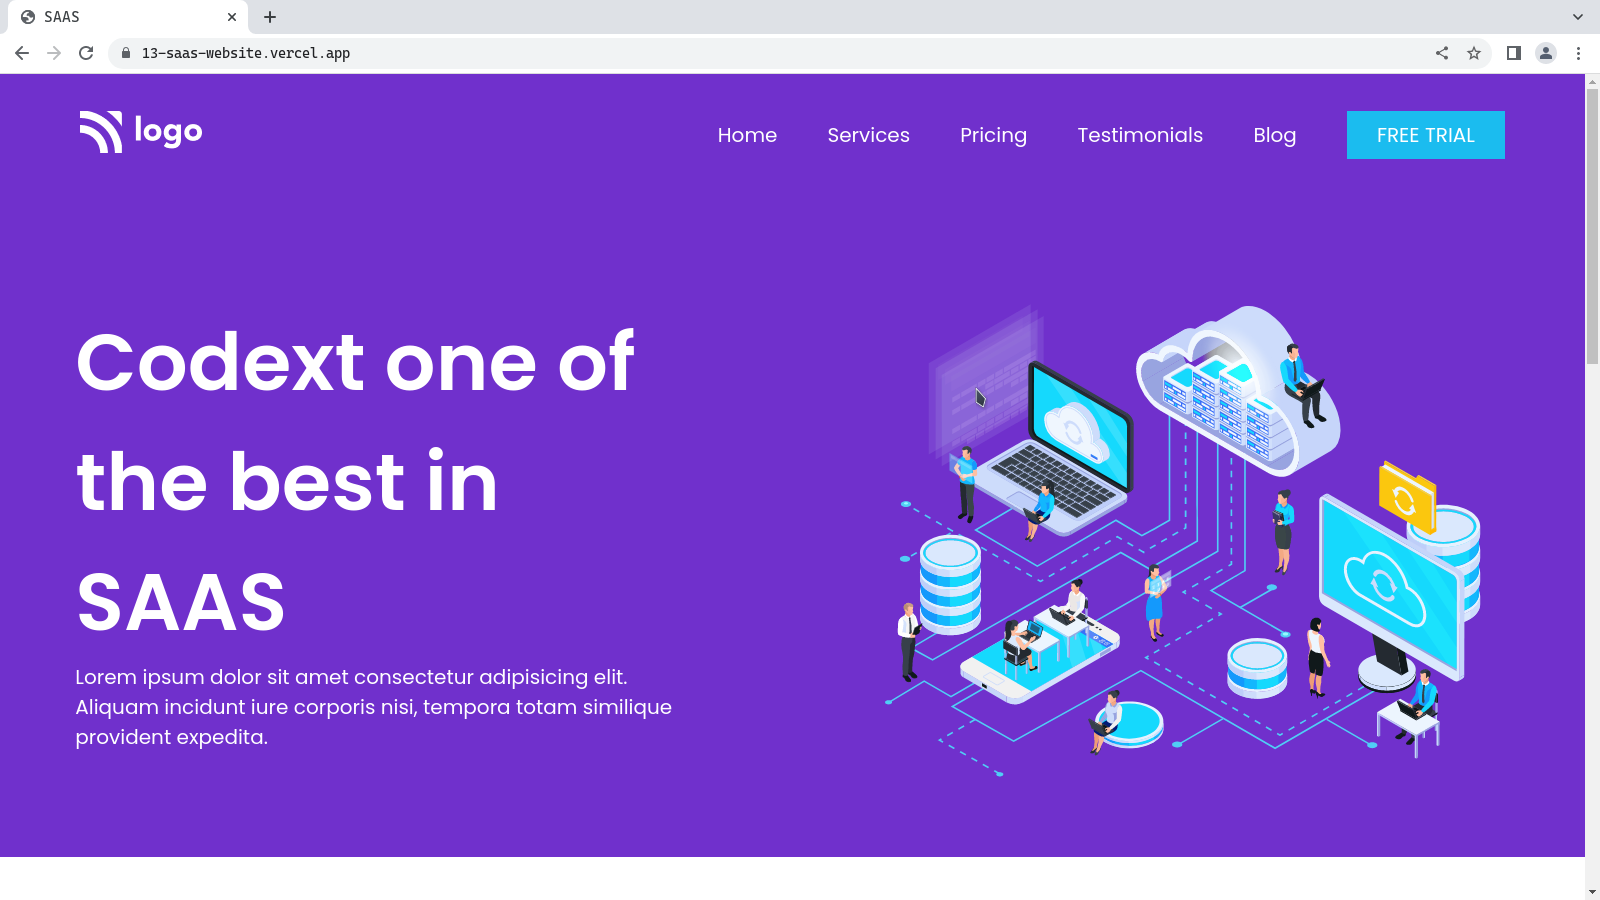 SAAS
13-saas-website.vercel.app
logo
Home Services Pricing Testimonials Blog FREE TRIAL
Codext one of
the best in
SAAS
Lorem ipsum dolor sit amet consectetur adipisicing elit.
Aliquam incidunt iure corporis nisi, tempora totam similique
provident expedita.